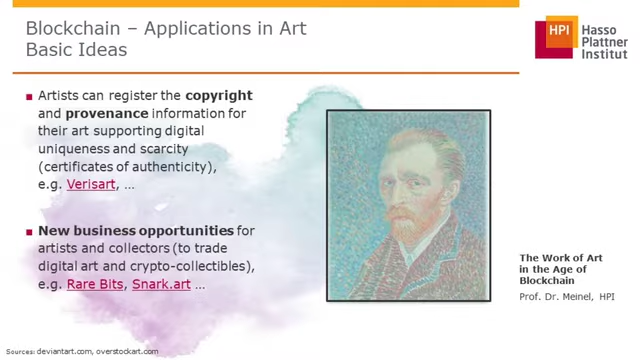 Blockchain – Applications in Art
Basic Ideas
HPI
Hasso
Plattner
Institut
Artists can register the copyright
and provenance information for
their art supporting digital
uniqueness and scarcity
(certificates of authenticity),
e.g. Verisart, ...
New business opportunities for
artists and collectors (to trade
digital art and crypto-collectibles),
e.g. Rare Bits, Snark.art ...
The Work of Art
in the Age of
Blockchain
Prof. Dr. Meinel, HPI
Sources: deviantart.com, overstockart.com